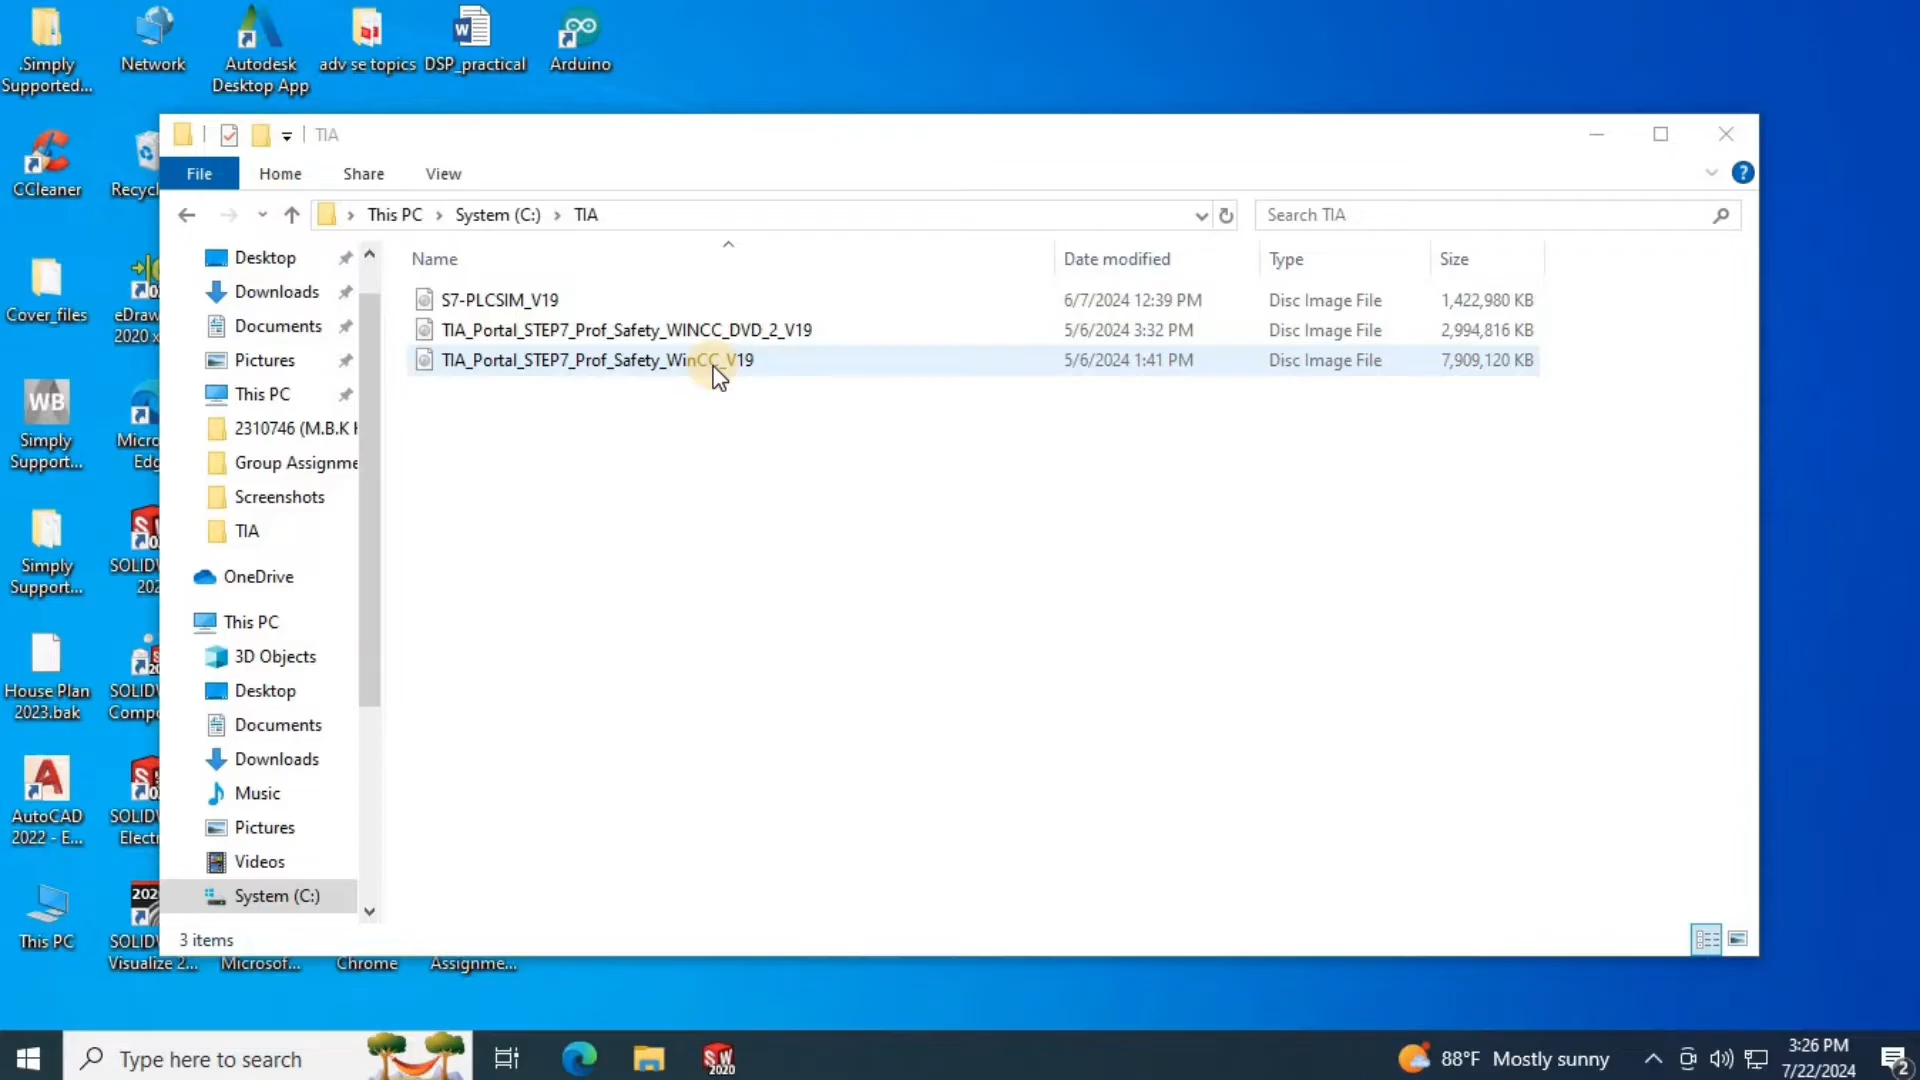 .Simply
Supported...
Network
Autodesk
Desktop App
adv se topics
DSP_practical
Arduino
CCleaner
Recycl
Cover_files
eDraw
2020 x
WB
Simply
Support...
Micro
Edg
Simply
Support...
SOLID
202
House Plan
2023.bak
SOLID
Compo
AutoCAD
2022 - E...
SOLIDW
Electr
This PC
SOLID
Visualize 2...
Microsof...
Chrome
Assignme...
TIA
File
Home
Share
View
This PC
System (C:)
TIA
Search TIA
Name
Date modified
Type
Size
S7-PLCSIM_V19
6/7/2024 12:39 PM
Disc Image File
1,422,980 KB
TIA_Portal_STEP7_Prof_Safety_WINCC_DVD_2_V19
5/6/2024 3:32 PM
Disc Image File
2,994,816 KB
TIA_Portal_STEP7_Prof_Safety_WinCC_V19
5/6/2024 1:41 PM
Disc Image File
7,909,120 KB
Desktop
Downloads
Documents
Pictures
This PC
2310746 (M.B.K
Group Assignme
Screenshots
TIA
OneDrive
This PC
3D Objects
Desktop
Documents
Downloads
Music
Pictures
Videos
System (C:)
3 items
Type here to search
SW
2020
88°F Mostly sunny
3:26 PM
7/22/2024
2